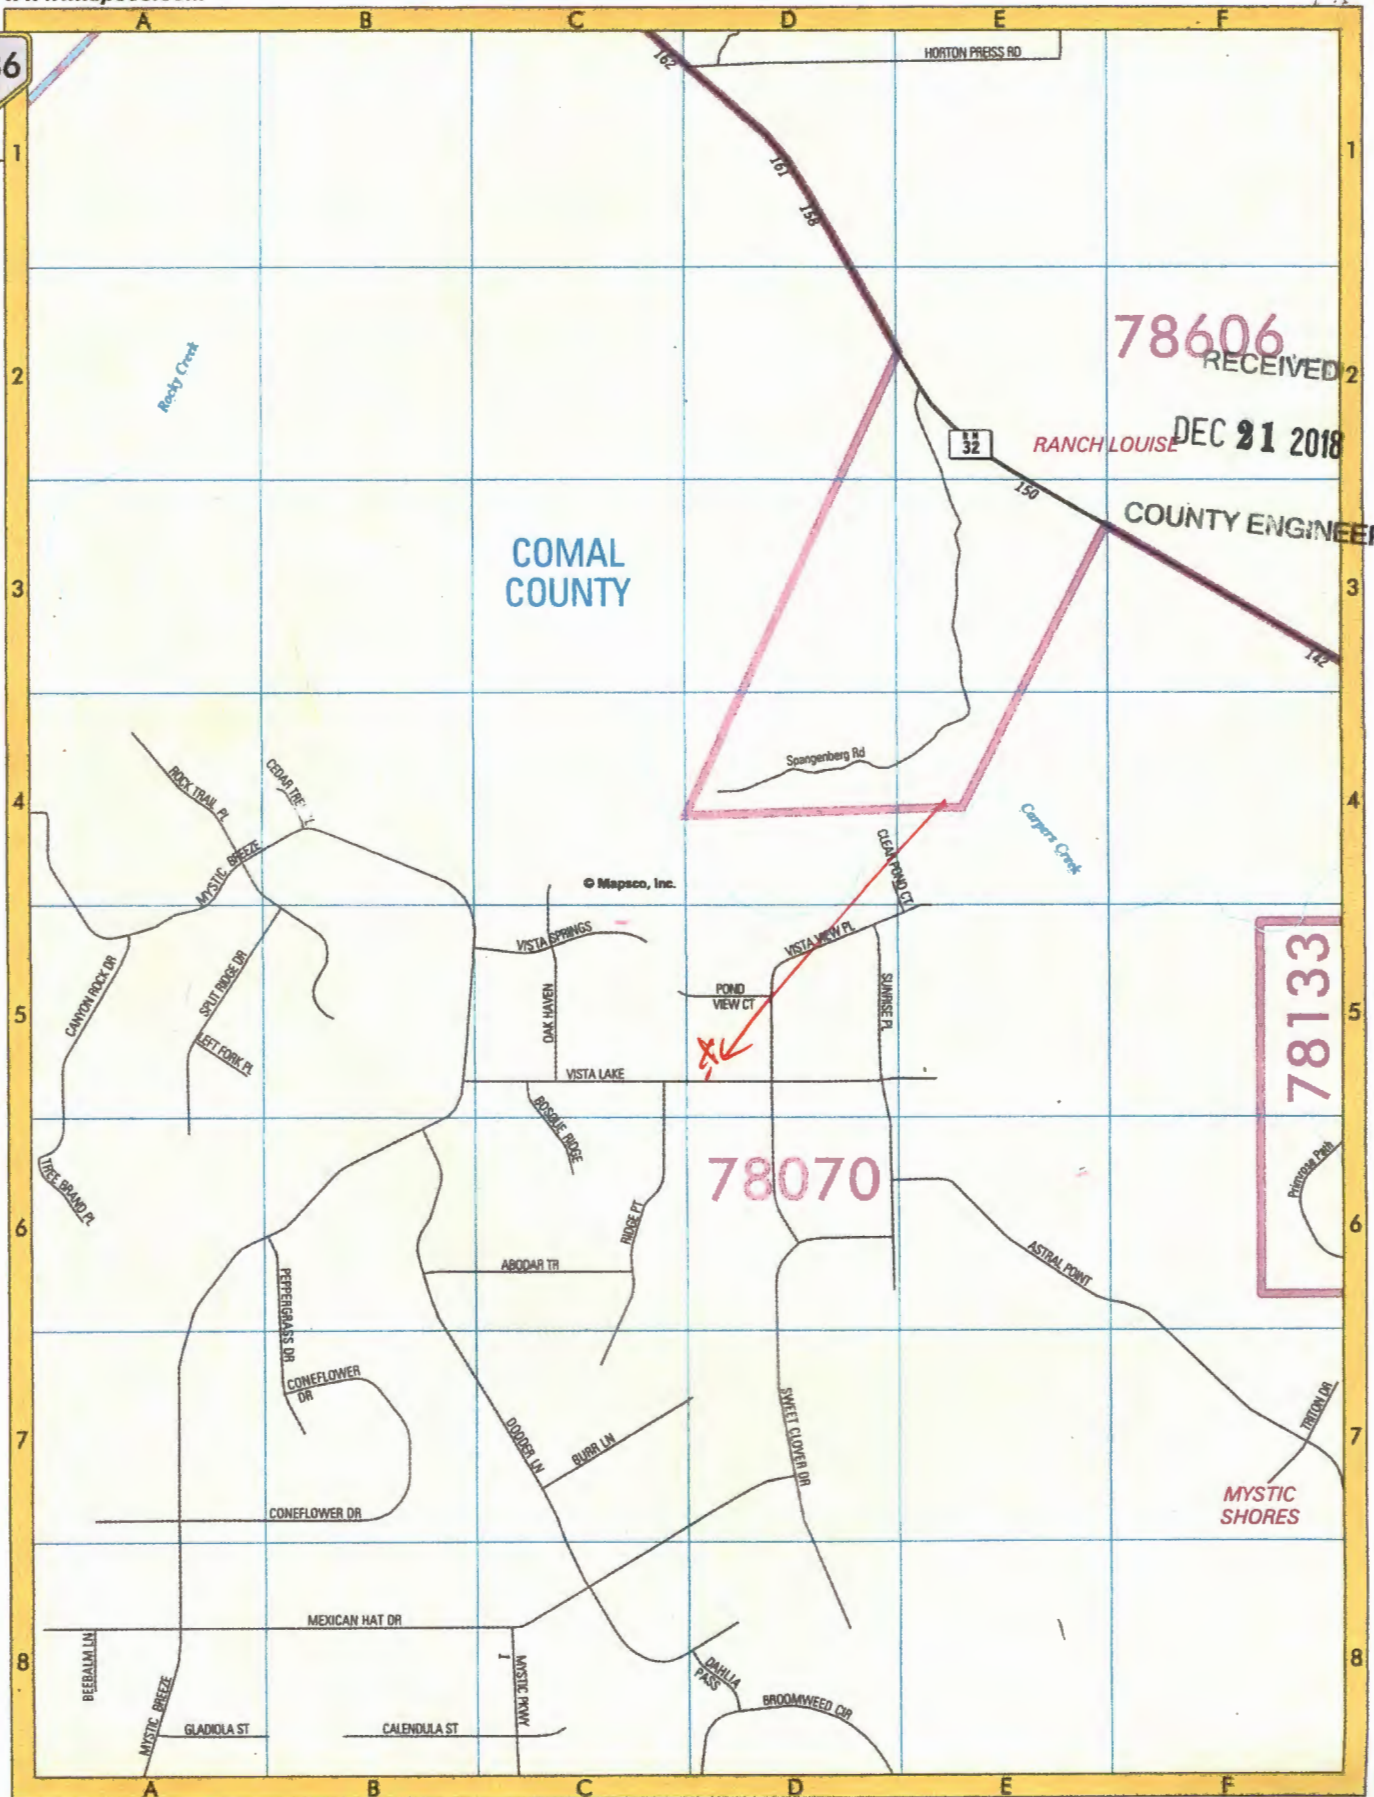 A B C D E F
HORTON PREISS RD
162
1
1
161
158
78606
RECEIVED
2
2
Rocky Creek
DEC 21 2018
RANCH LOUISE
32
150
COUNTY ENGINEER
COMAL
COUNTY
3
3
142
Spangenberg Rd
ROCK TRAIL PL
4
4
Carpers Creek
MYSTIC BREEZE
CLEAR POND CT
© Mapsco, Inc.
VISTA SPRINGS
VISTA VIEW PL
78133
CANYON ROCK DR
SPLIT RIDGE DR
OAK HAVEN
POND
VIEW CT
SUNRISE PL
5
5
LEFT FORK PL
X
VISTA LAKE
BOSQUE RIDGE
78070
TREE BRAND PL
Primrose Path
6
6
RIDGE PT
ABODAR TR
ASTRAL POINT
PEPPERGRASS DR
CONEFLOWER
DR
SWEET CLOVER DR
TRITON DR
7
7
DODDER LN
BURR LN
MYSTIC
SHORES
CONEFLOWER DR
MEXICAN HAT DR
BEEBALM LN
8
8
MYSTIC PKWY
DAHLIA
PASS
MYSTIC BREEZE
BROOMWEED CIR
GLADIOLA ST
CALENDULA ST
A B C D E F